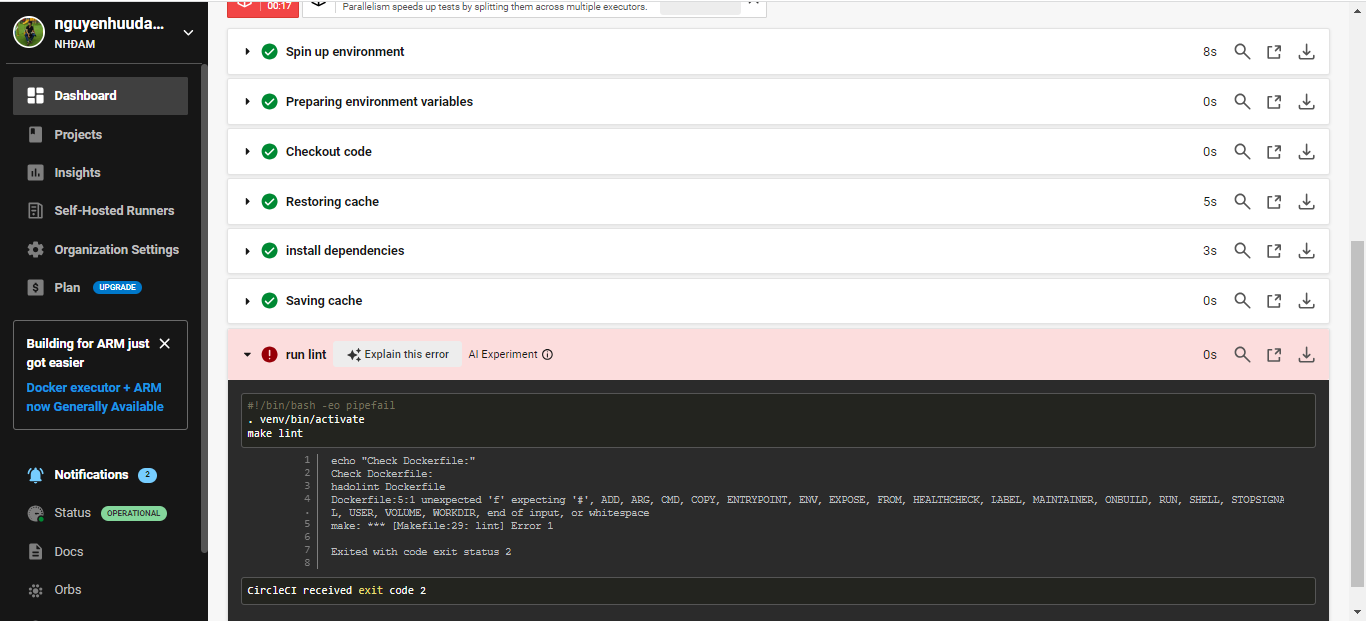 nguyenhuuda...
NHĐAM
Dashboard
Projects
Insights
Self-Hosted Runners
Organization Settings
Plan UPGRADE
Building for ARM just
got easier
Docker executor + ARM
now Generally Available
Notifications 2
Status OPERATIONAL
Docs
Orbs
00:17
Parallelism speeds up tests by splitting them across multiple executors.
Spin up environment 8s
Preparing environment variables 0s
Checkout code 0s
Restoring cache 5s
install dependencies 3s
Saving cache 0s
run lint Explain this error AI Experiment 0s
#!/bin/bash -eo pipefail
. venv/bin/activate
make lint
1 echo "Check Dockerfile:"
2 Check Dockerfile:
3 hadolint Dockerfile
4 Dockerfile:5:1 unexpected 'f' expecting '#', ADD, ARG, CMD, COPY, ENTRYPOINT, ENV, EXPOSE, FROM, HEALTHCHECK, LABEL, MAINTAINER, ONBUILD, RUN, SHELL, STOPSIGNA
. L, USER, VOLUME, WORKDIR, end of input, or whitespace
5 make: *** [Makefile:29: lint] Error 1
6
7 Exited with code exit status 2
8
CircleCI received exit code 2